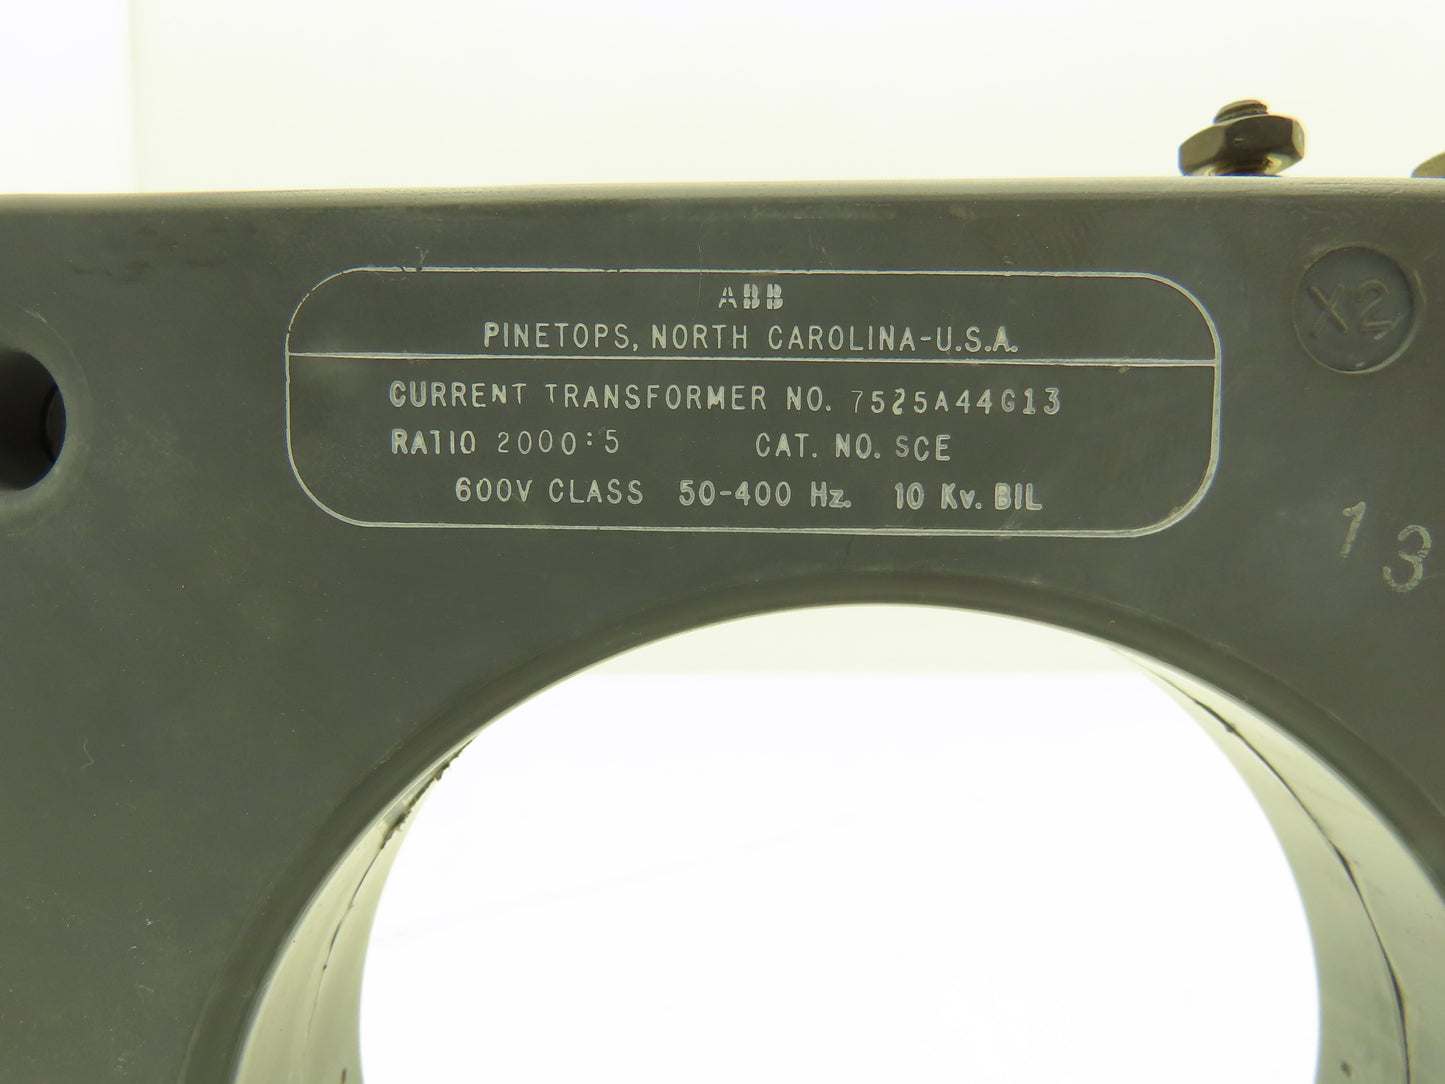 ABB
PINETOPS, NORTH CAROLINA-U.S.A.
CURRENT TRANSFORMER NO. 7525A44G13
RATIO 2000:5 CAT. NO. SCE
600V CLASS 50-400 Hz. 10 Kv. BIL
X2
13